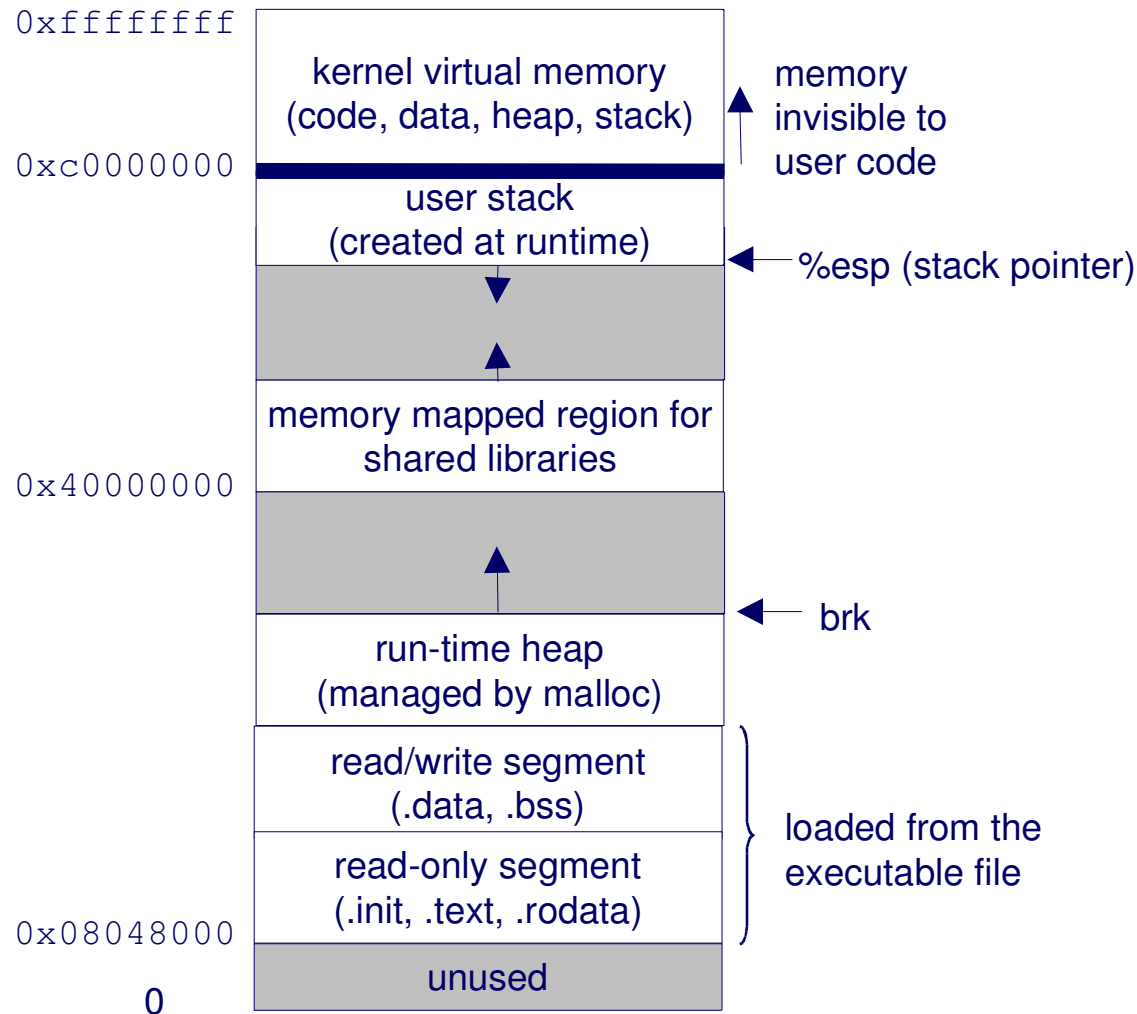 0xffffffff
kernel virtual memory
(code, data, heap, stack)
memory
invisible to
user code
0xc0000000
user stack
(created at runtime)
%esp (stack pointer)
memory mapped region for
shared libraries
0x40000000
brk
run-time heap
(managed by malloc)
read/write segment
(.data, .bss)
loaded from the
executable file
read-only segment
(.init, .text, .rodata)
0x08048000
unused
0